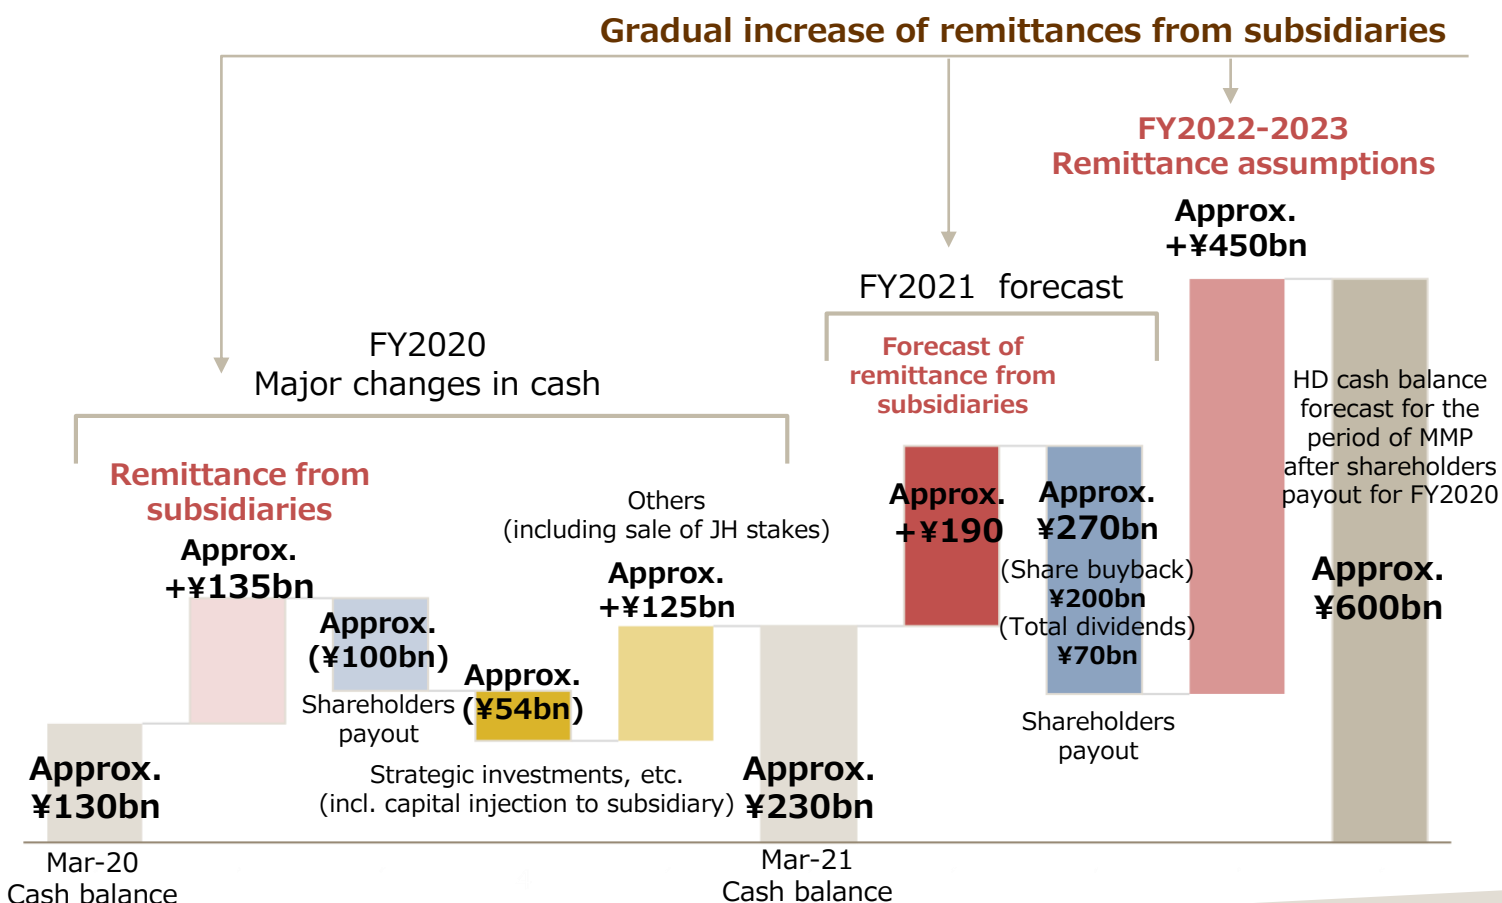 Gradual increase of remittances from subsidiaries
FY2022-2023
Remittance assumptions
Approx.
+¥450bn
FY2021 forecast
Forecast of
remittance from
subsidiaries
FY2020
Major changes in cash
Remittance from
subsidiaries
Approx.
+¥135bn
Approx.
(¥100bn)
Shareholders
payout
Approx.
(¥54bn)
Strategic investments, etc.
(incl. capital injection to subsidiary)
Others
(including sale of JH stakes)
Approx.
+¥125bn
Approx.
+¥190
Approx.
¥270bn
(Share buyback)
¥200bn
(Total dividends)
¥70bn
Shareholders
payout
HD cash balance
forecast for the
period of MMP
after shareholders
payout for FY2020
Approx.
¥600bn
Approx.
¥130bn
Approx.
¥230bn
Mar-20
Cash balance
Mar-21
Cash balance